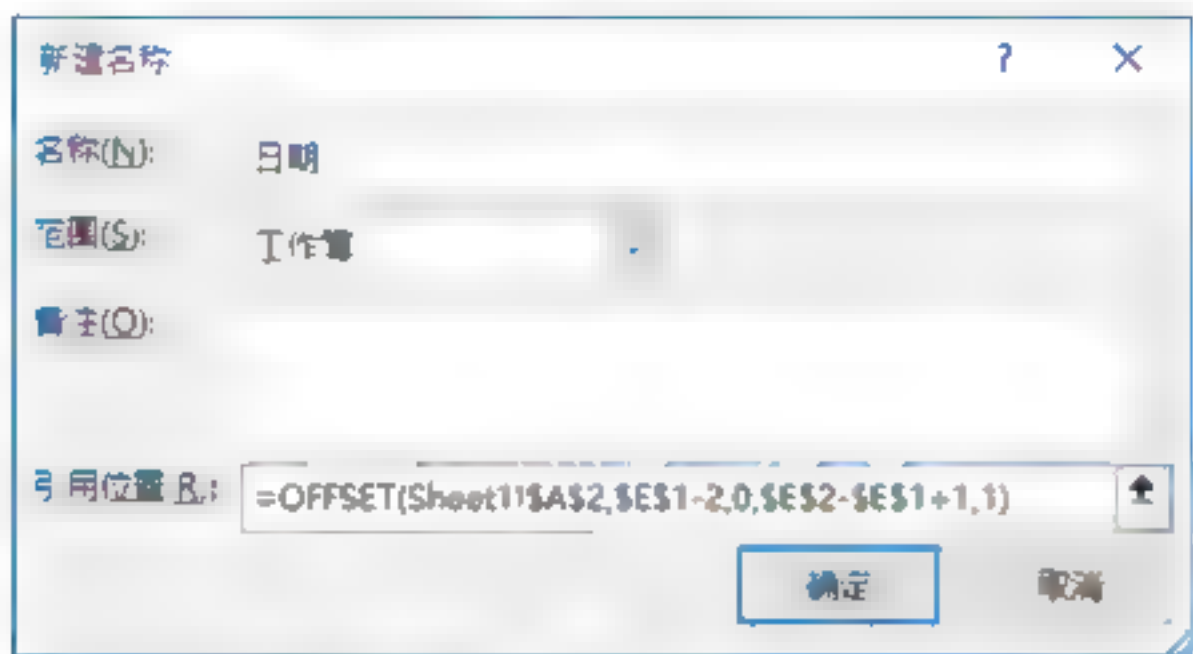 新建名称 ? ×
名称(N): 日期
范围(S): 工作簿
备注(O):
引用位置(R): =OFFSET(Sheet1!$A$2,$E$1-2,0,$E$2-$E$1+1,1)
确定 取消